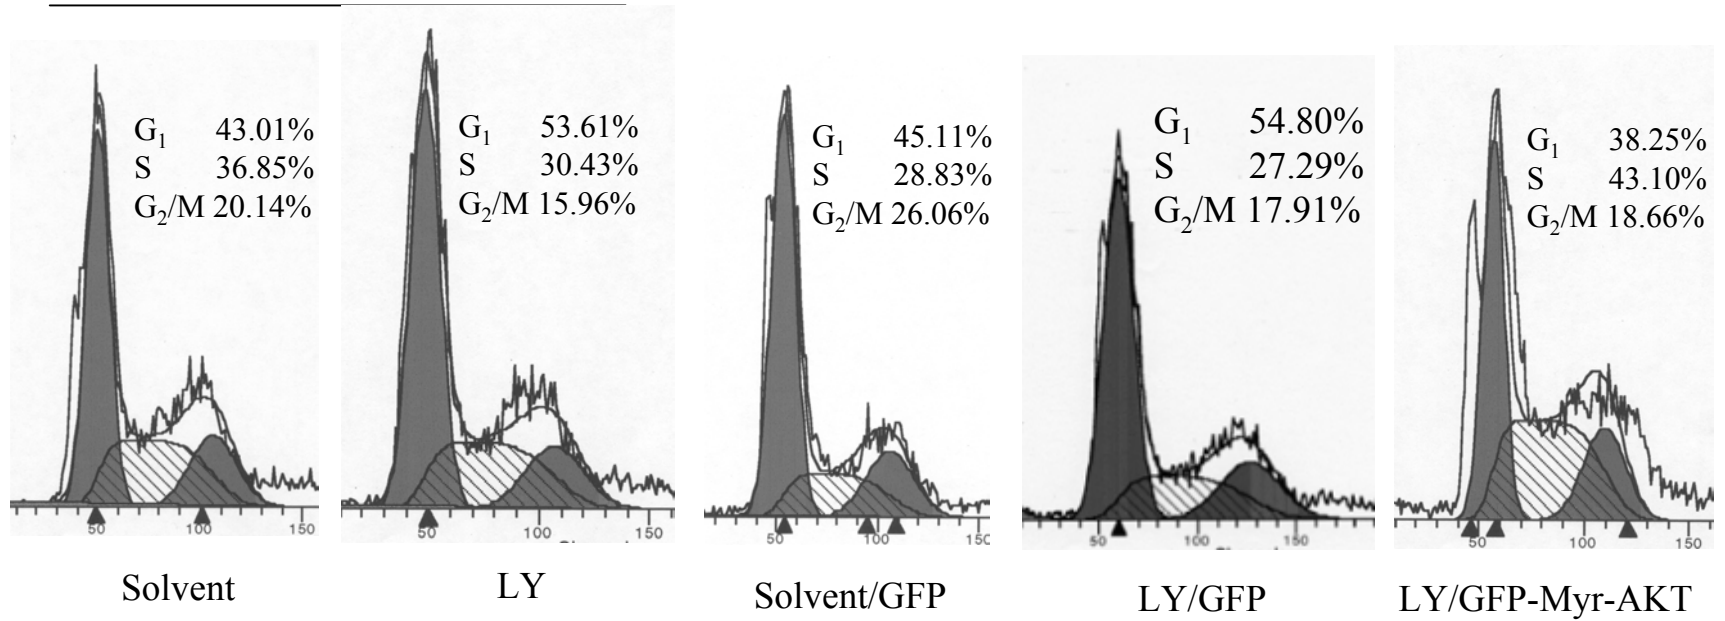 G₁ 43.01%
S 36.85%
G₂/M 20.14%
50 100 150
Solvent
G₁ 53.61%
S 30.43%
G₂/M 15.96%
50 100 150
LY
G₁ 45.11%
S 28.83%
G₂/M 26.06%
50 100 150
Solvent/GFP
G₁ 54.80%
S 27.29%
G₂/M 17.91%
50 100 150
LY/GFP
G₁ 38.25%
S 43.10%
G₂/M 18.66%
50 100 150
LY/GFP-Myr-AKT